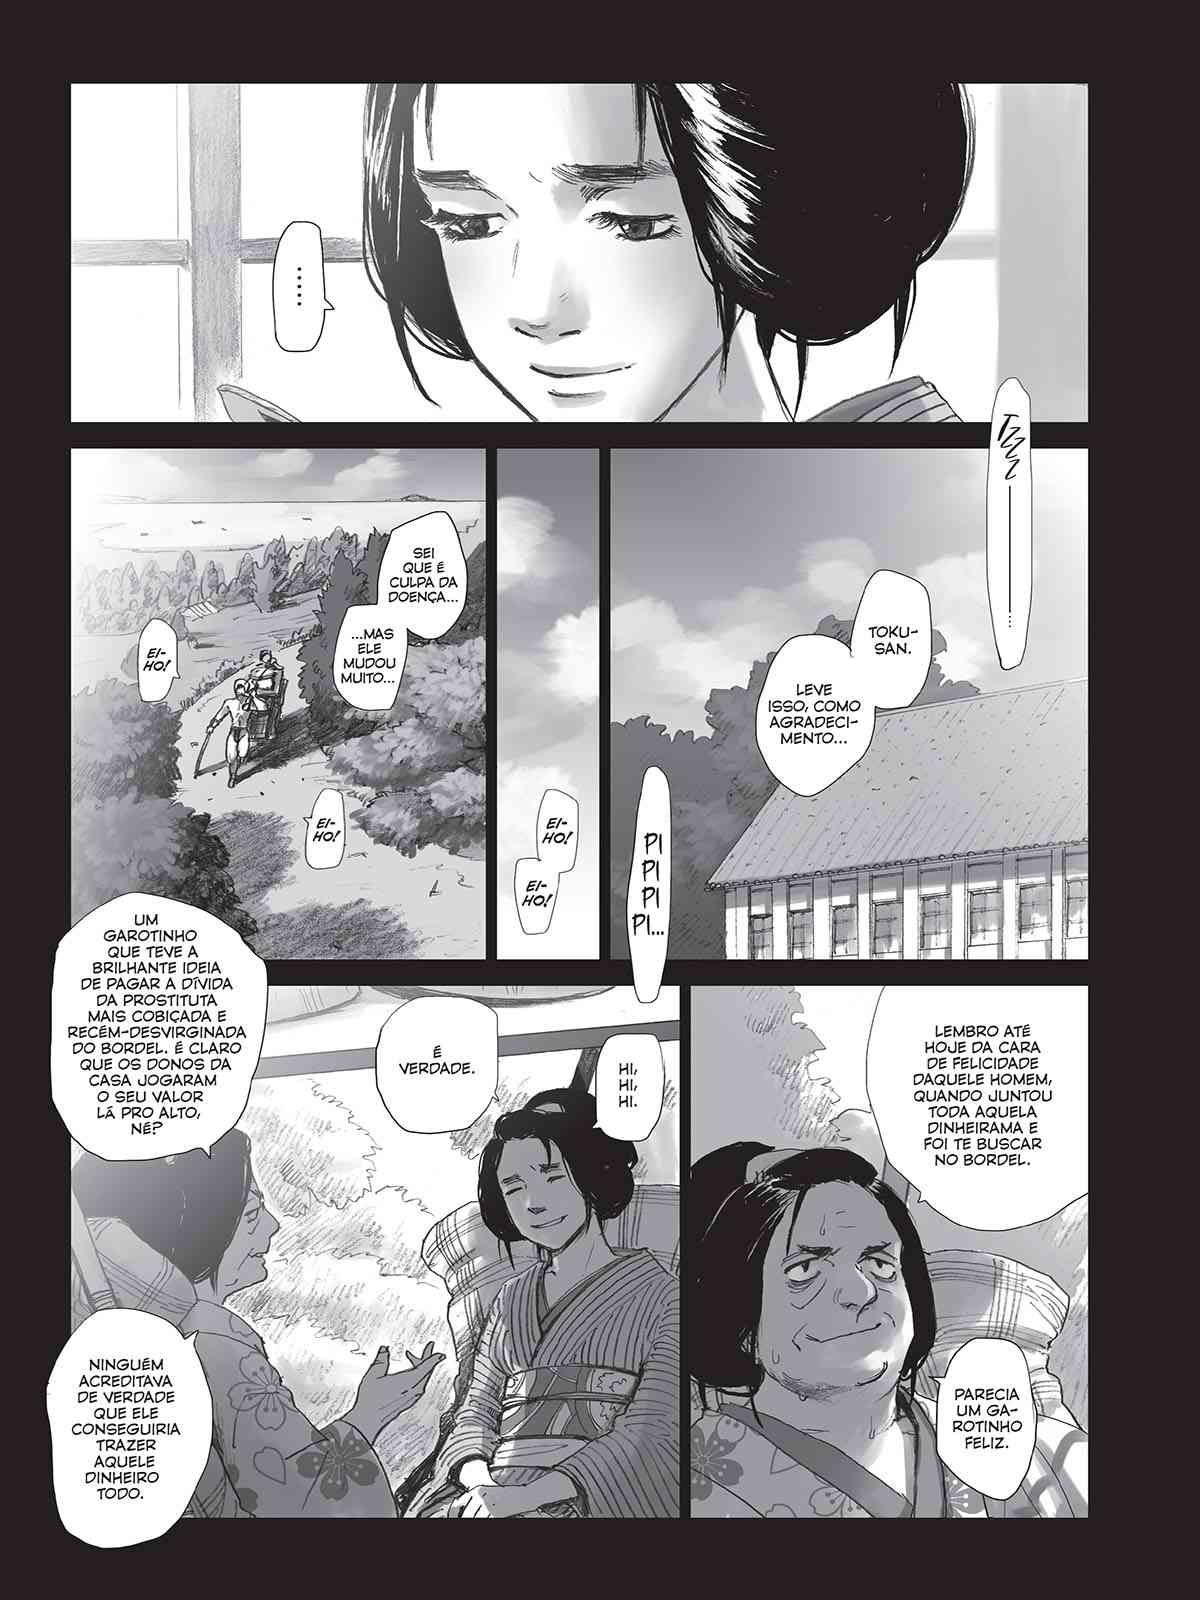 ......
TZZZZ
TOKU-
SAN.
LEVE
ISSO, COMO
AGRADECI-
MENTO...
PI
PI
PI
PI...
EI-
HO!
EI-
HO!
SEI
QUE É
CULPA DA
DOENÇA...
...MAS
ELE
MUDOU
MUITO...
EI-
HO!
EI-
HO!
LEMBRO ATÉ
HOJE DA CARA
DE FELICIDADE
DAQUELE HOMEM,
QUANDO JUNTOU
TODA AQUELA
DINHEIRAMA E
FOI TE BUSCAR
NO BORDEL.
PARECIA
UM GA-
ROTINHO
FELIZ.
HI,
HI,
HI.
É
VERDADE.
UM
GAROTINHO
QUE TEVE A
BRILHANTE IDEIA
DE PAGAR A DÍVIDA
DA PROSTITUTA
MAIS COBIÇADA E
RECÉM-DESVIRGINADA
DO BORDEL. É CLARO
QUE OS DONOS DA
CASA JOGARAM
O SEU VALOR
LÁ PRO ALTO,
NÉ?
NINGUÉM
ACREDITAVA
DE VERDADE
QUE ELE
CONSEGUIRIA
TRAZER
AQUELE
DINHEIRO
TODO.